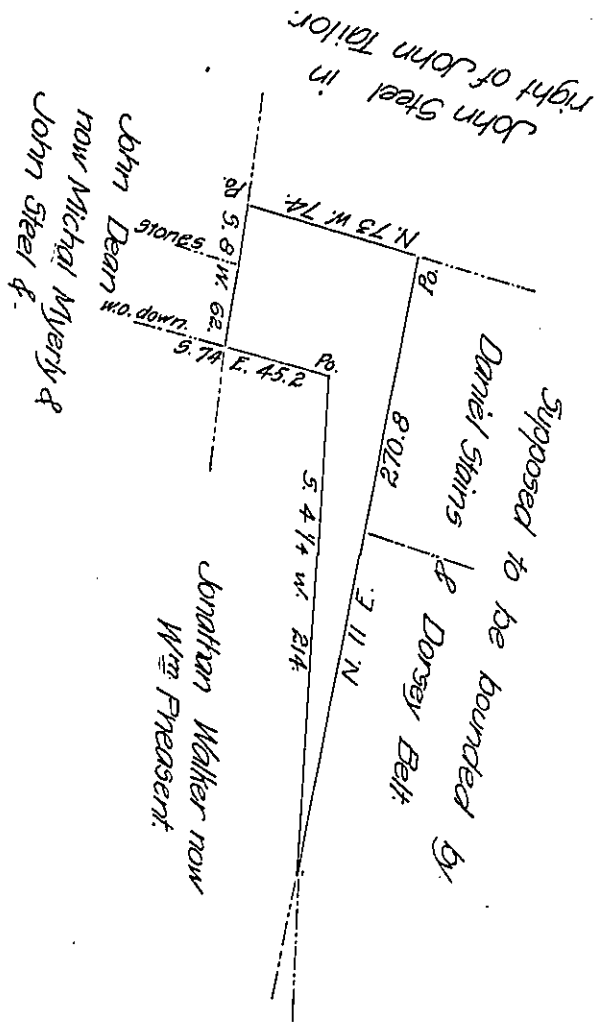 John Steel in
right of John Tailor.
John Dean
now Michal Myerly &
John Steel &.
stones
w.o. down.
Po.
S. 8 W. 62.
N. 73 W. 74.
Po.
S. 74 E. 45.2
Po.
S. 4 1/4 W. 214.
N. 11 E. 270.8
Supposed to be bounded by
Daniel Stains & Dorsey Belt.
Jonathan Walker now
Wm. Pheasent.